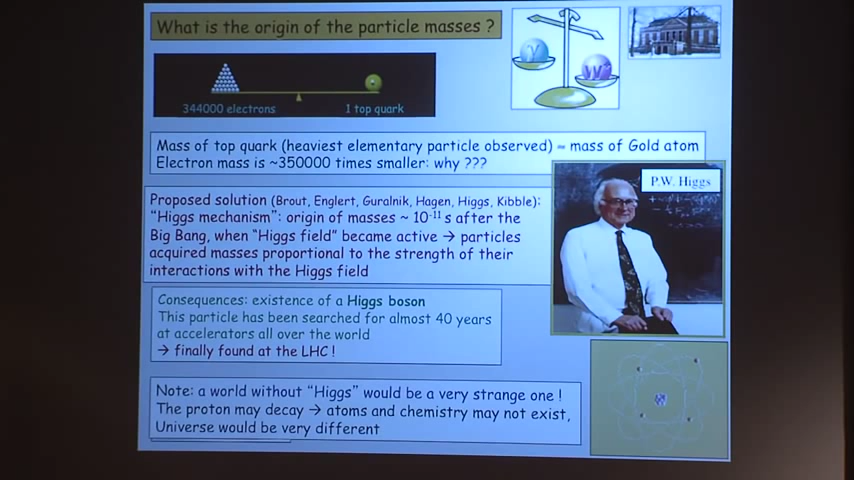 What is the origin of the particle masses ?
344000 electrons
1 top quark
γ
W
Mass of top quark (heaviest elementary particle observed) ≈ mass of Gold atom
Electron mass is ~350000 times smaller: why ???
P.W. Higgs
Proposed solution (Brout, Englert, Guralnik, Hagen, Higgs, Kibble):
“Higgs mechanism”: origin of masses ~ 10⁻¹¹ s after the
Big Bang, when “Higgs field” became active → particles
acquired masses proportional to the strength of their
interactions with the Higgs field
Consequences: existence of a Higgs boson
This particle has been searched for almost 40 years
at accelerators all over the world
→ finally found at the LHC !
Note: a world without “Higgs” would be a very strange one !
The proton may decay → atoms and chemistry may not exist,
Universe would be very different